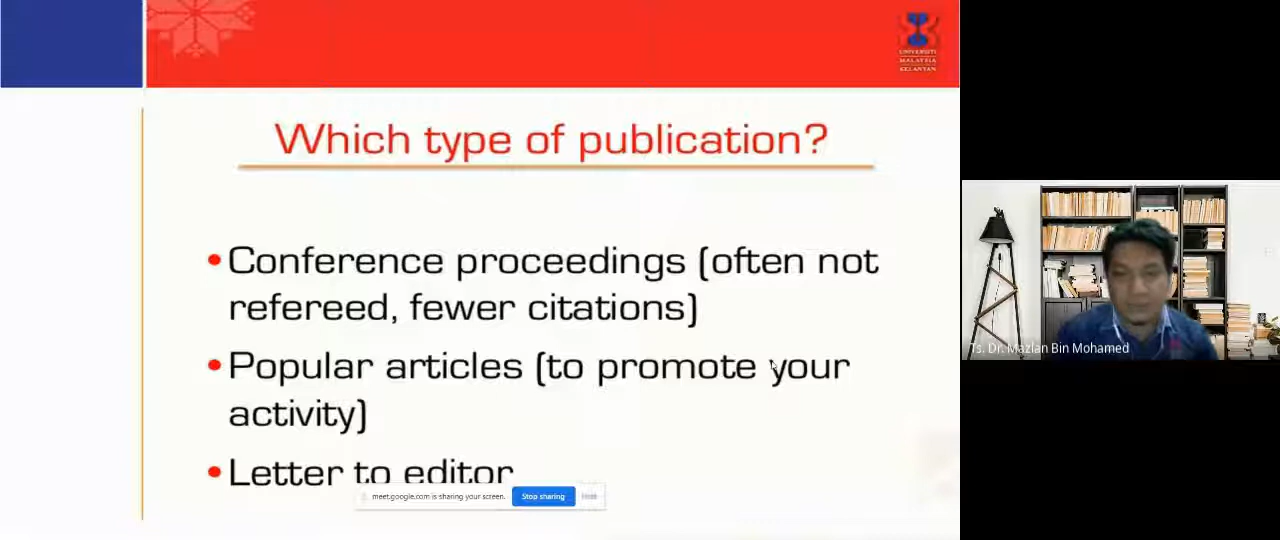 UNIVERSITI
MALAYSIA
KELANTAN
Which type of publication?
•Conference proceedings (often not
refereed, fewer citations)
•Popular articles (to promote your
activity)
•Letter to editor
meet.google.com is sharing your screen. Stop sharing Hide
Ts. Dr. Mazlan Bin Mohamed